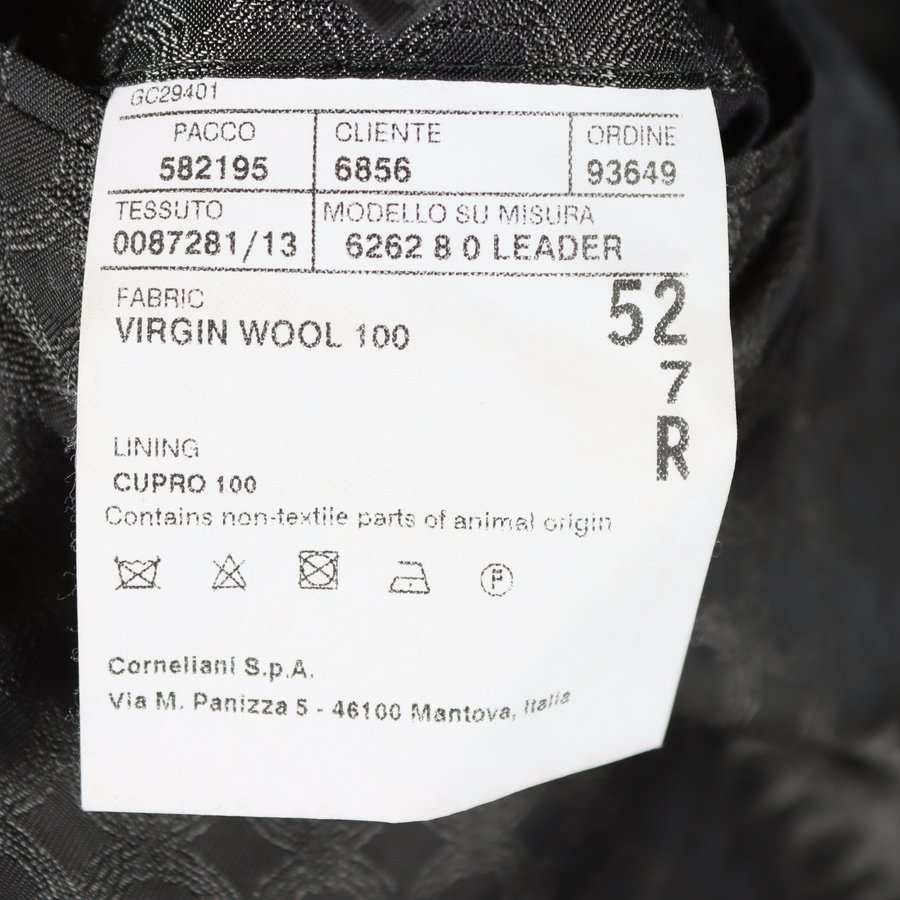 GC29401
PACCO CLIENTE ORDINE
582195 6856 93649
TESSUTO MODELLO SU MISURA
0087281/13 6262 8 0 LEADER
FABRIC
VIRGIN WOOL 100
52
7
R
LINING
CUPRO 100
Contains non-textile parts of animal origin
P
Corneliani S.p.A.
Via M. Panizza 5 - 46100 Mantova, Italia